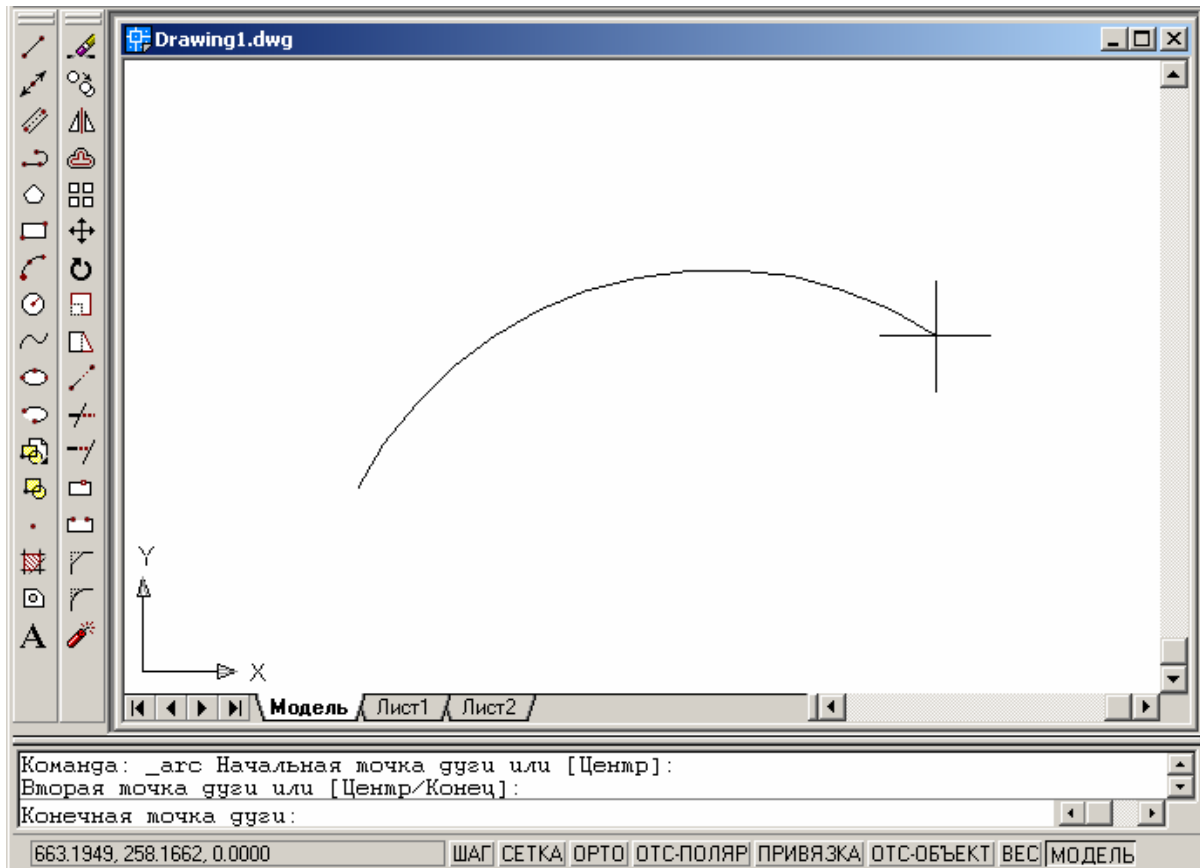 Drawing1.dwg
A
Y
X
Модель Лист1 Лист2
Команда: _arc Начальная точка дуги или [Центр]:
Вторая точка дуги или [Центр/Конец]:
Конечная точка дуги:
663.1949, 258.1662, 0.0000 ШАГ СЕТКА ОРТО ОТС-ПОЛЯР ПРИВЯЗКА ОТС-ОБЪЕКТ ВЕС МОДЕЛЬ